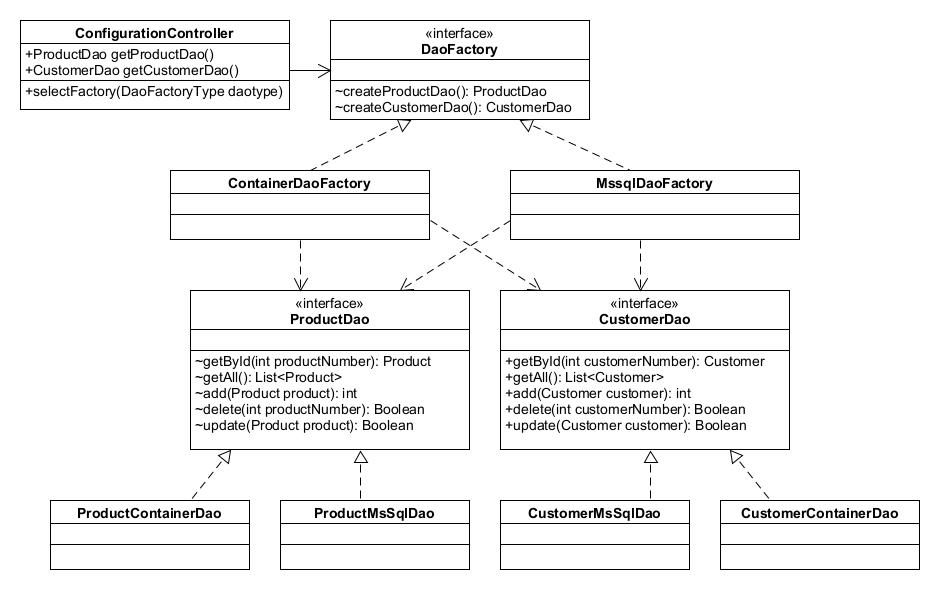 ConfigurationController
+ProductDao getProductDao()
+CustomerDao getCustomerDao()
+selectFactory(DaoFactoryType daotype)
«interface»
DaoFactory
~createProductDao(): ProductDao
~createCustomerDao(): CustomerDao
ContainerDaoFactory
MssqlDaoFactory
«interface»
ProductDao
~getById(int productNumber): Product
~getAll(): List<Product>
~add(Product product): int
~delete(int productNumber): Boolean
~update(Product product): Boolean
«interface»
CustomerDao
+getById(int customerNumber): Customer
+getAll(): List<Customer>
+add(Customer customer): int
+delete(int customerNumber): Boolean
+update(Customer customer): Boolean
ProductContainerDao
ProductMsSqlDao
CustomerMsSqlDao
CustomerContainerDao